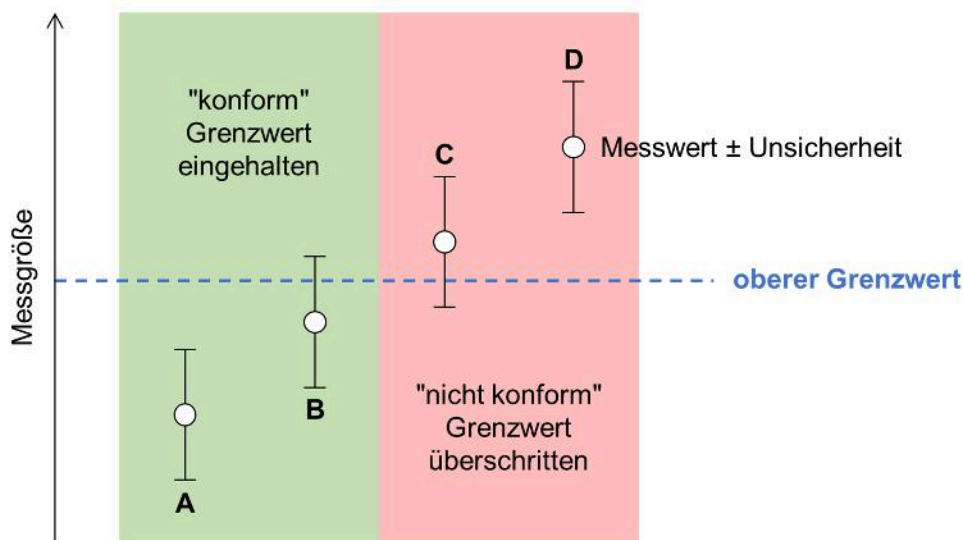 "konform"
Grenzwert
eingehalten
D
C
Messwert ± Unsicherheit
Messgröße
oberer Grenzwert
B
"nicht konform"
Grenzwert
überschritten
A